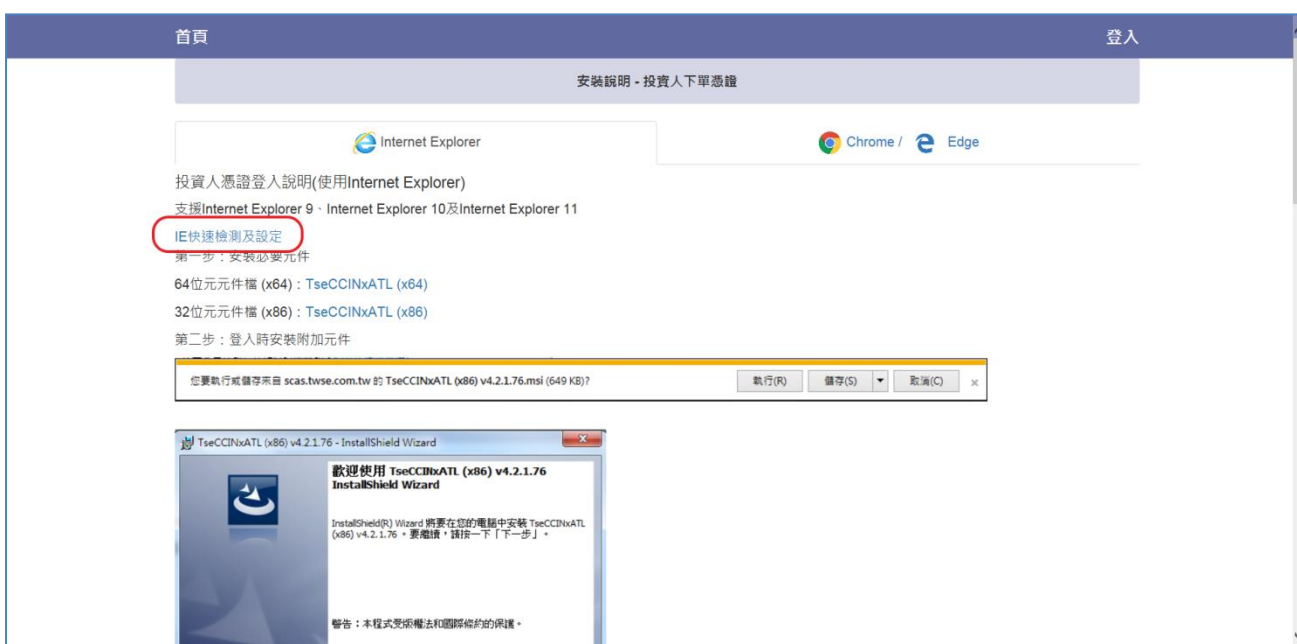 首頁
登入
安裝說明 - 投資人下單憑證
Internet Explorer
Chrome / Edge
投資人憑證登入說明(使用Internet Explorer)
支援Internet Explorer 9、Internet Explorer 10及Internet Explorer 11
IE快速檢測及設定
第一步：安裝必要元件
64位元元件檔 (x64)：TseCCINxATL (x64)
32位元元件檔 (x86)：TseCCINxATL (x86)
第二步：登入時安裝附加元件
您要執行或儲存來自 scas.twse.com.tw 的 TseCCINxATL (x86) v4.2.1.76.msi (649 KB)?
執行(R)
儲存(S)
取消(C)
TseCCINxATL (x86) v4.2.1.76 - InstallShield Wizard
歡迎使用 TseCCINxATL (x86) v4.2.1.76
InstallShield Wizard
InstallShield(R) Wizard 將要在您的電腦中安裝 TseCCINxATL
(x86) v4.2.1.76 。要繼續，請按一下「下一步」。
警告：本程式受版權法和國際條約的保護。